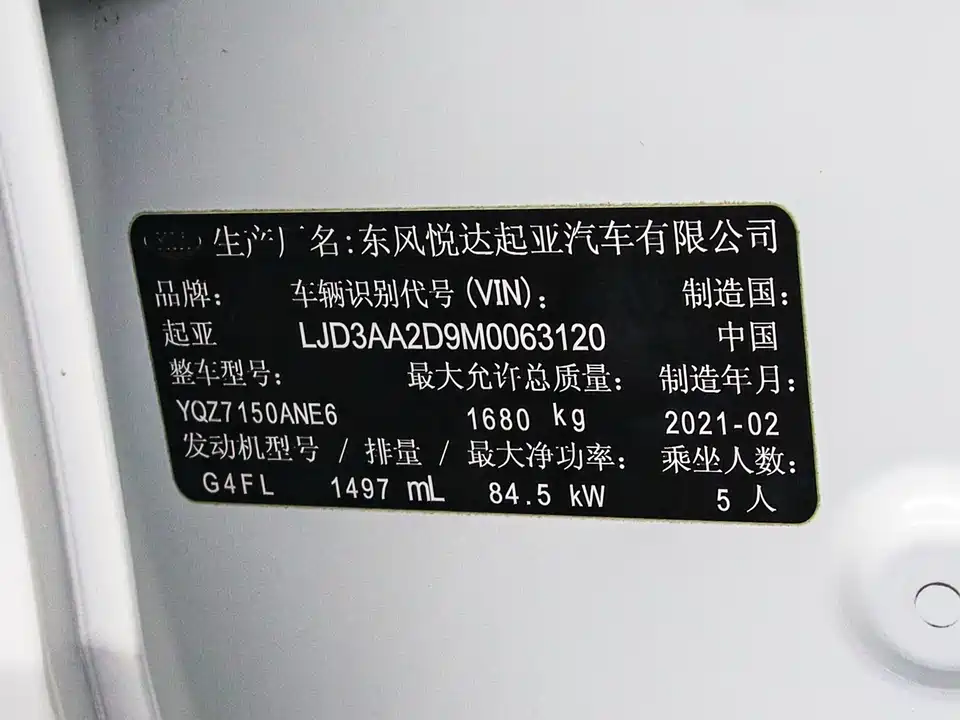 生产厂名：东风悦达起亚汽车有限公司
品牌： 车辆识别代号(VIN)： 制造国：
起亚 LJD3AA2D9M0063120 中国
整车型号： 最大允许总质量： 制造年月：
YQZ7150ANE6 1680 kg 2021-02
发动机型号 / 排量 / 最大净功率： 乘坐人数：
G4FL 1497 mL 84.5 kW 5 人